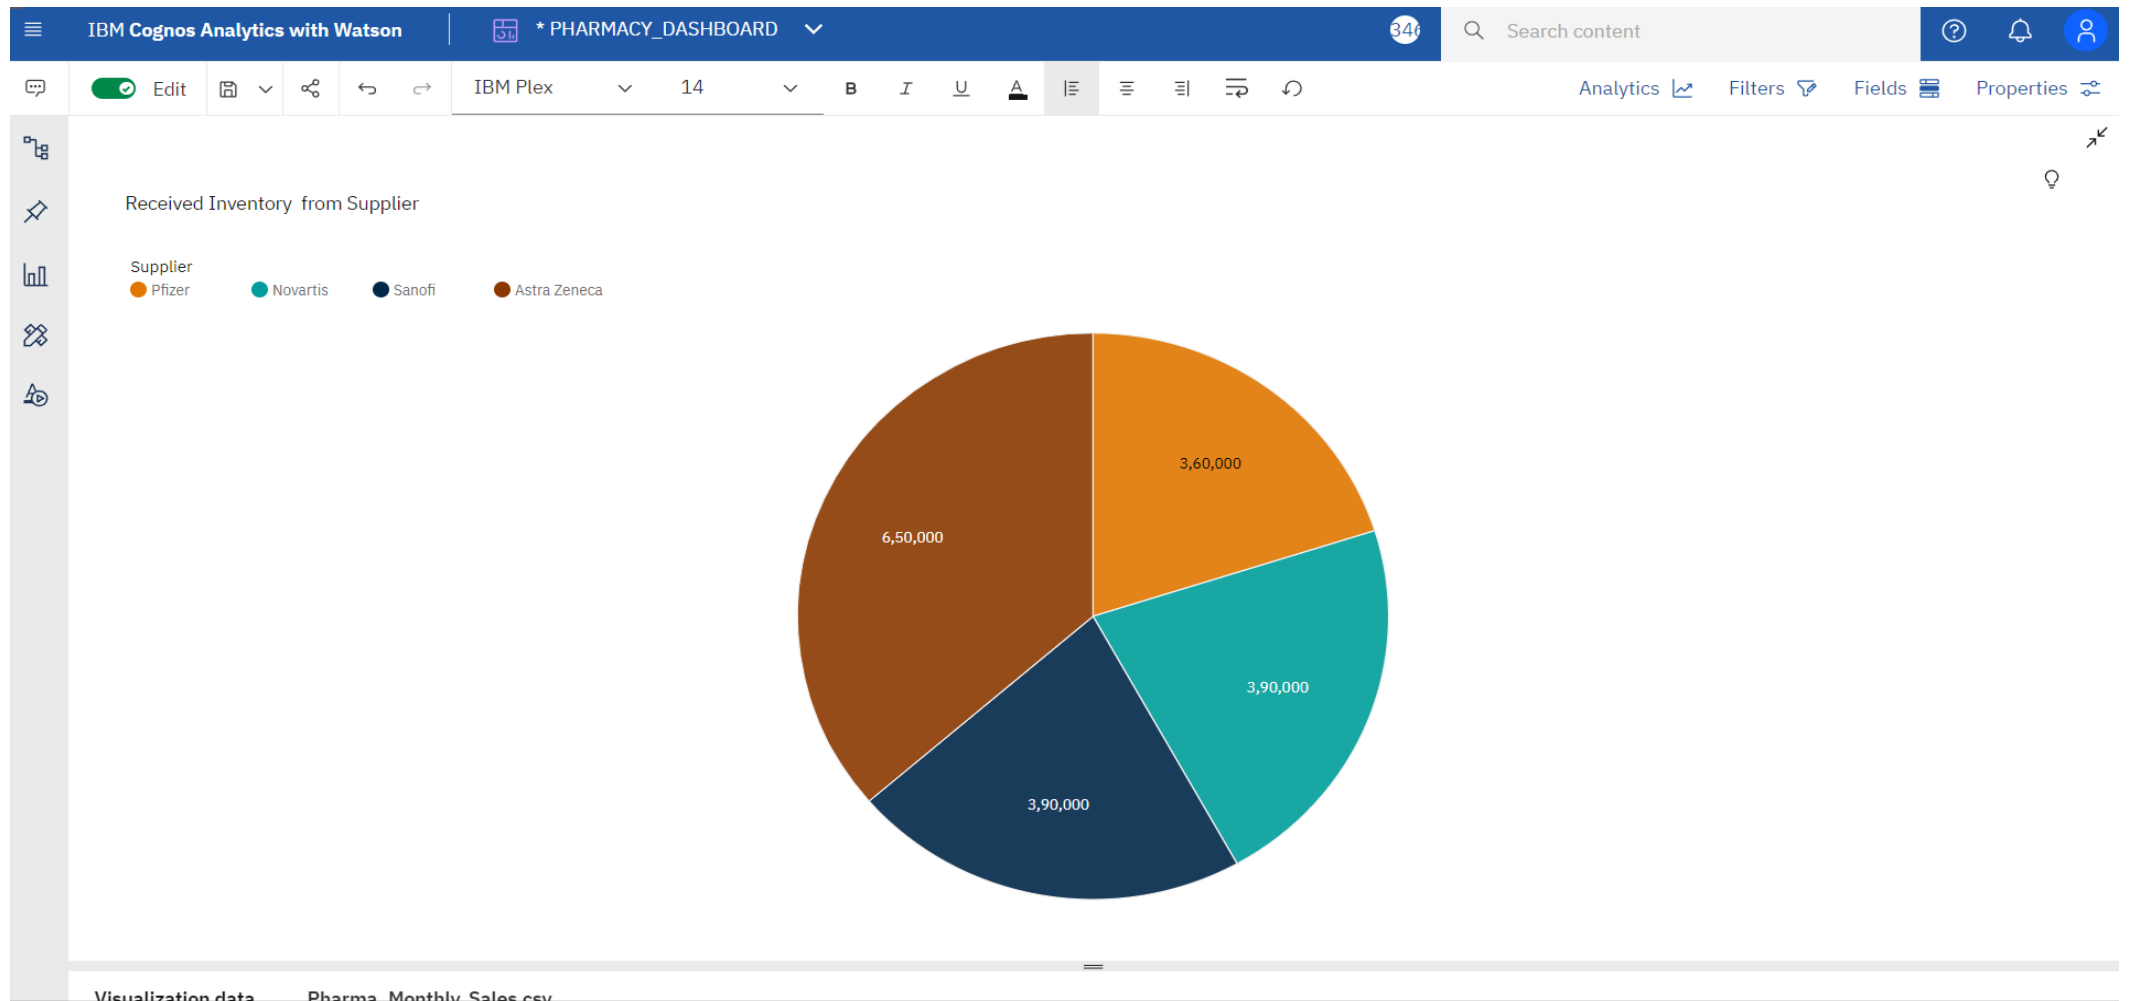 IBM Cognos Analytics with Watson
* PHARMACY_DASHBOARD
346
Search content
Edit
IBM Plex
14
B I U A
Analytics
Filters
Fields
Properties
Received Inventory from Supplier
Supplier
Pfizer Novartis Sanofi Astra Zeneca
3,60,000
6,50,000
3,90,000
3,90,000
Visualization data Pharma_Monthly_Sales.csv